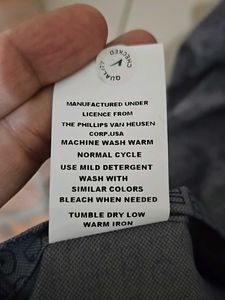 QUALITY CHECKED
MANUFACTURED UNDER
LICENCE FROM
THE PHILLIPS VAN HEUSEN
CORP.USA
MACHINE WASH WARM
NORMAL CYCLE
USE MILD DETERGENT
WASH WITH
SIMILAR COLORS
BLEACH WHEN NEEDED
TUMBLE DRY LOW
WARM IRON